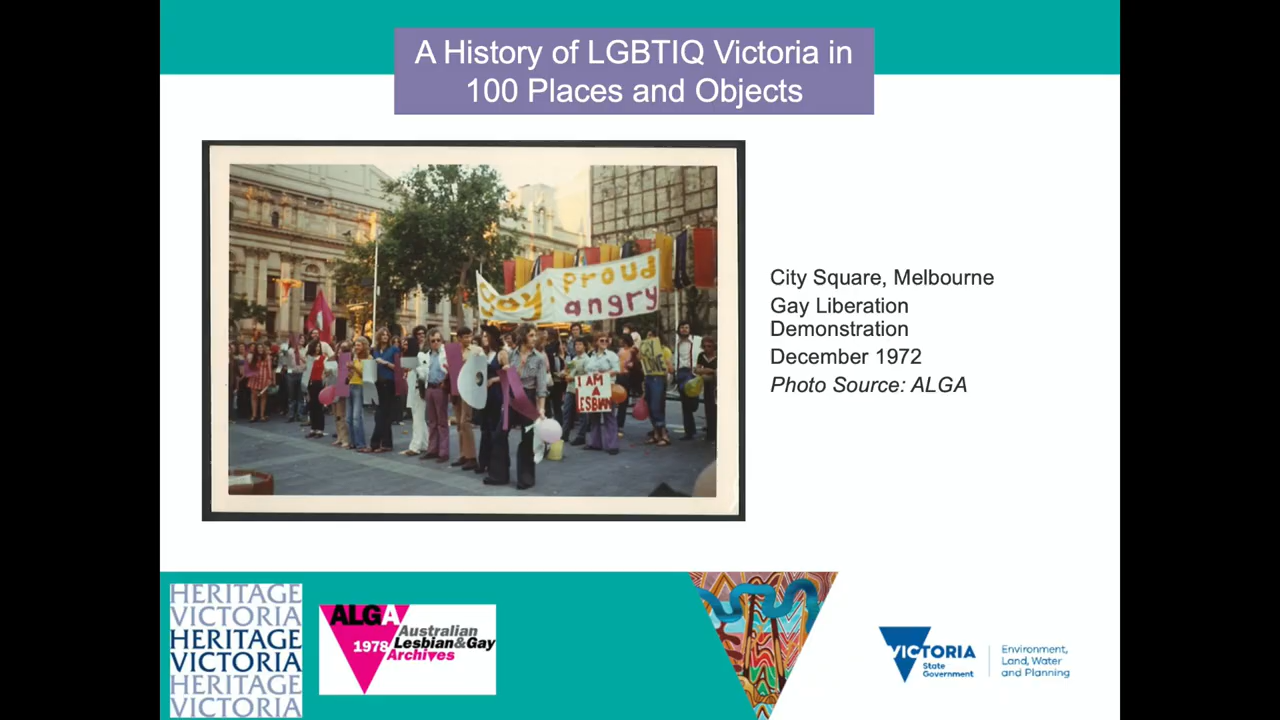 A History of LGBTIQ Victoria in
100 Places and Objects
Gay, proud
angry
I AM
A
LESBIAN
City Square, Melbourne
Gay Liberation
Demonstration
December 1972
Photo Source: ALGA
HERITAGE
VICTORIA
HERITAGE
VICTORIA
HERITAGE
VICTORIA
ALGA
Australian
1978 Lesbian&Gay
Archives
VICTORIA
State
Government
Environment,
Land, Water
and Planning